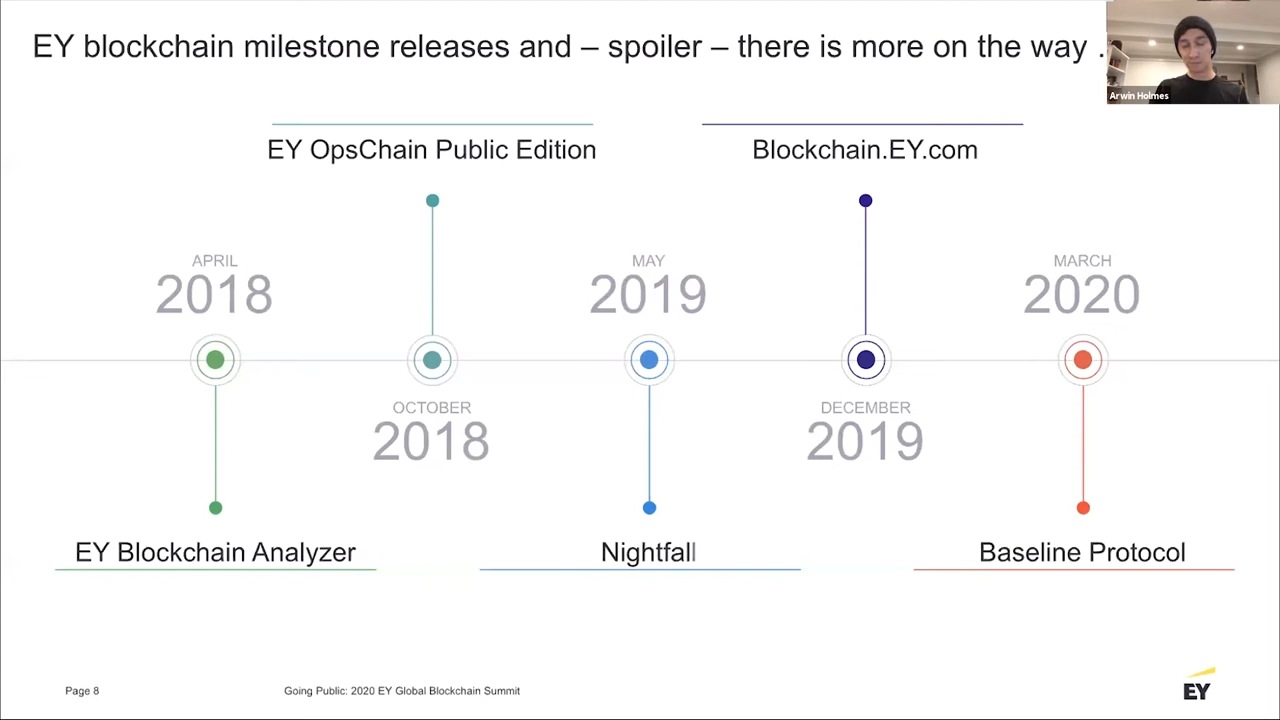 EY blockchain milestone releases and – spoiler – there is more on the way .
Arwin Holmes
EY OpsChain Public Edition
Blockchain.EY.com
APRIL
2018
MAY
2019
MARCH
2020
OCTOBER
2018
DECEMBER
2019
EY Blockchain Analyzer
Nightfall
Baseline Protocol
Page 8
Going Public: 2020 EY Global Blockchain Summit
EY